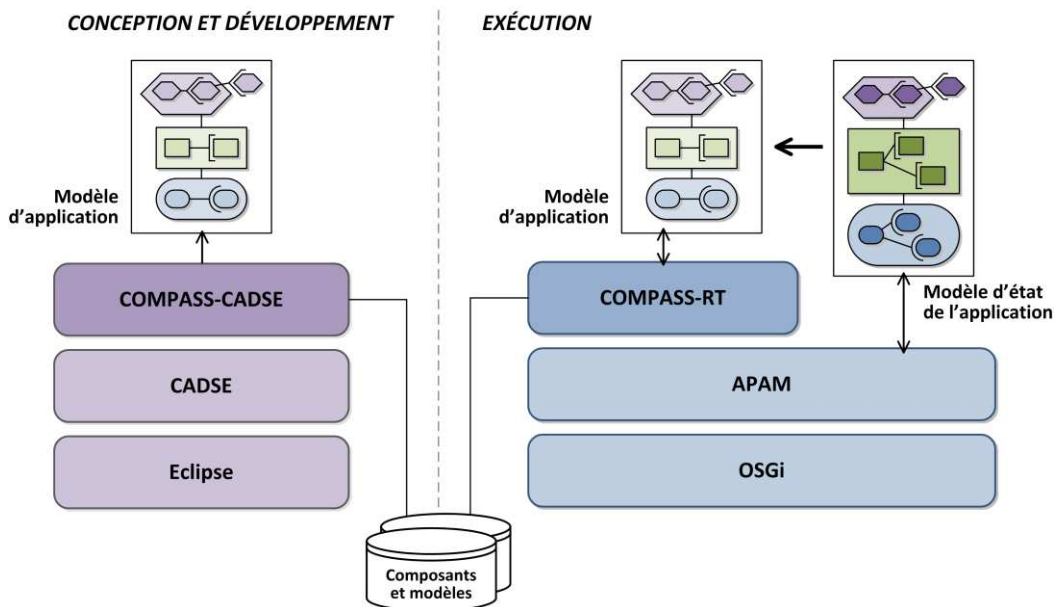 CONCEPTION ET DÉVELOPPEMENT
EXÉCUTION
Modèle
d'application
COMPASS-CADSE
CADSE
Eclipse
Modèle
d'application
COMPASS-RT
Modèle d'état
de l'application
APAM
OSGi
Composants
et modèles